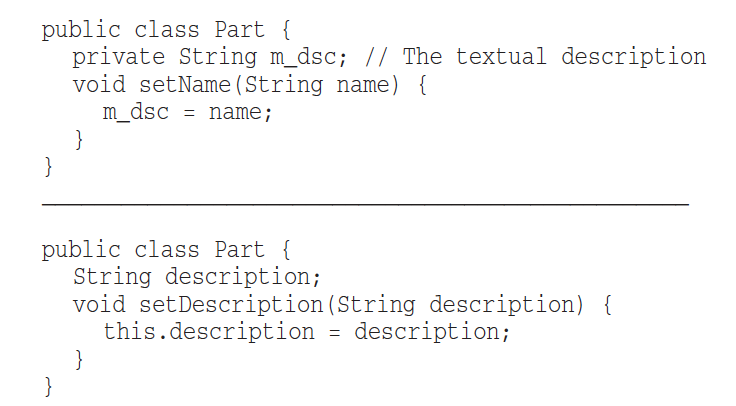 public class Part {
private String m_dsc; // The textual description
void setName(String name) {
m_dsc = name;
}
}
public class Part {
String description;
void setDescription(String description) {
this.description = description;
}
}